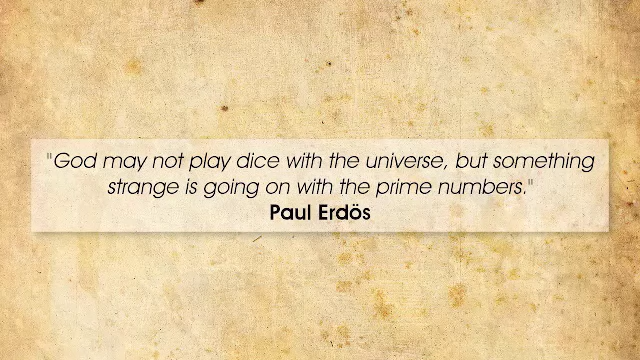 "God may not play dice with the universe, but something
strange is going on with the prime numbers."
Paul Erdös